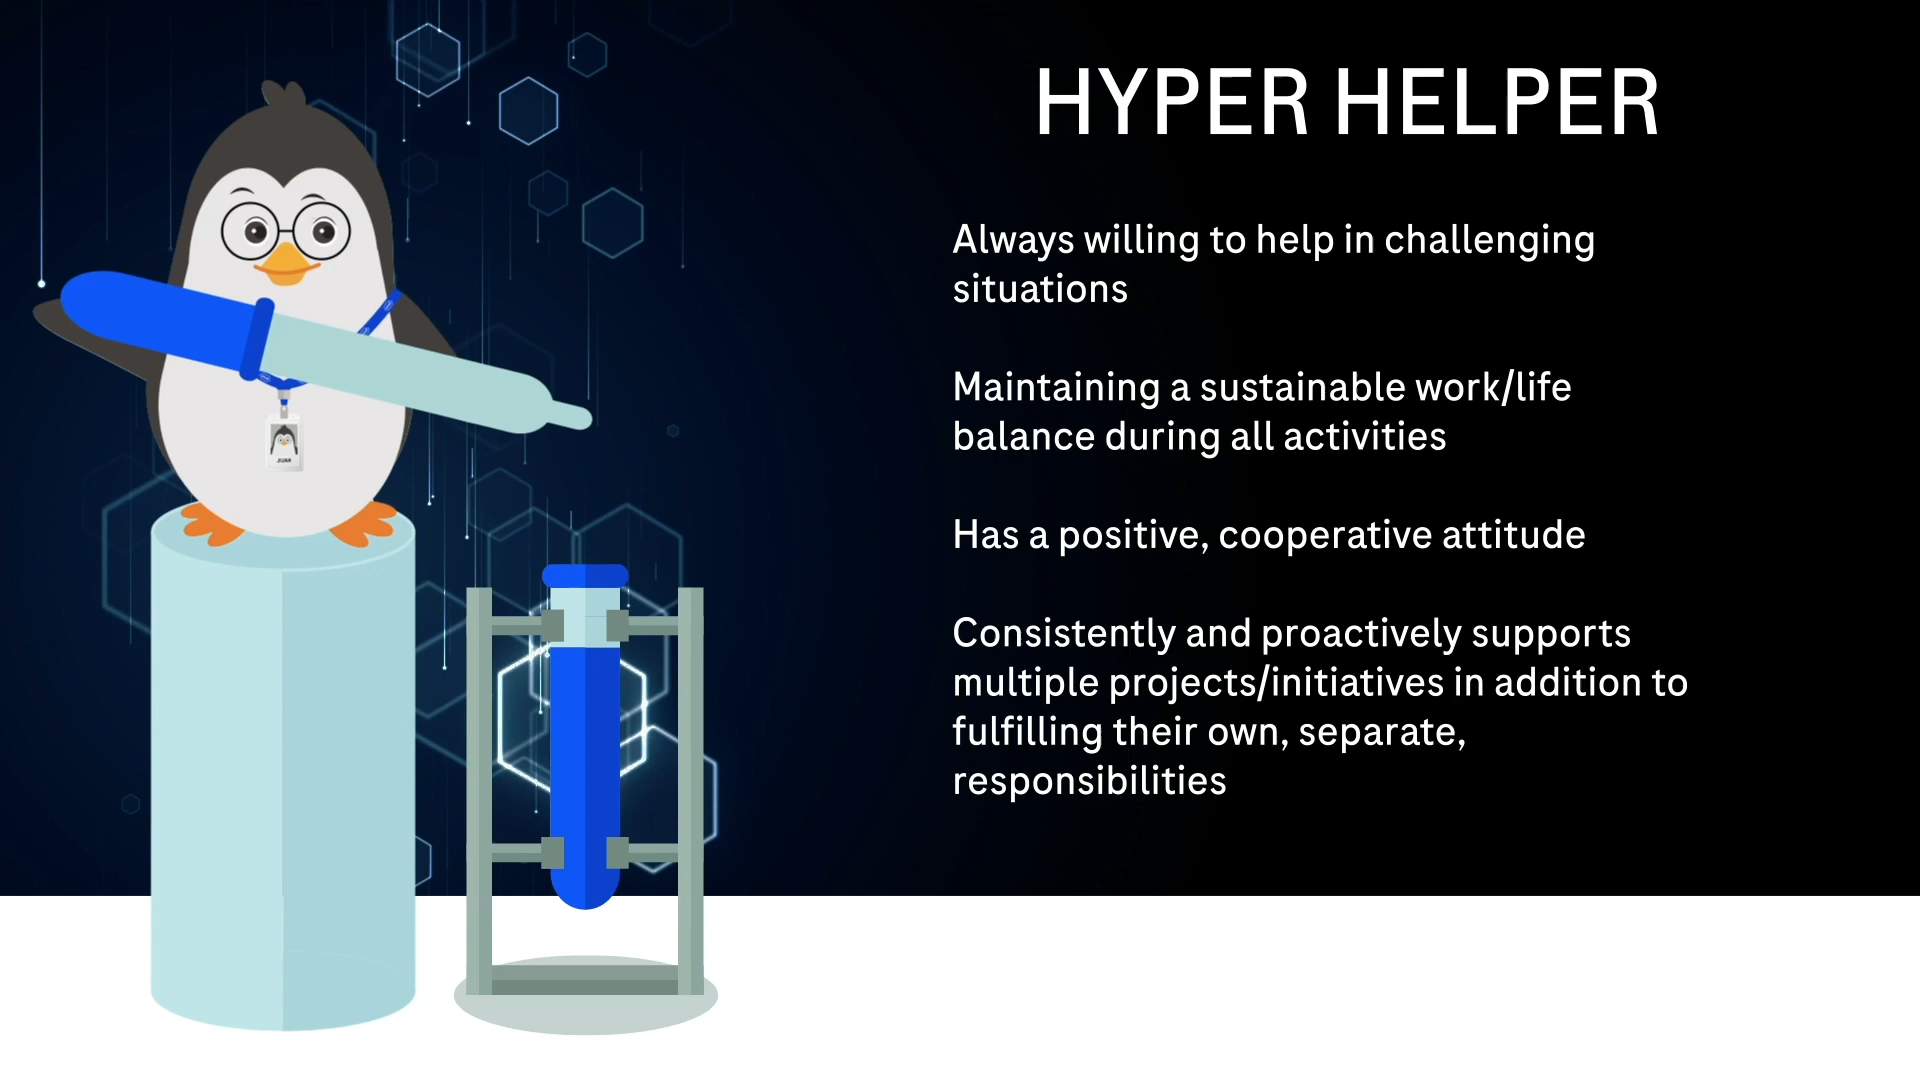 HYPER HELPER
Always willing to help in challenging
situations
Maintaining a sustainable work/life
balance during all activities
Has a positive, cooperative attitude
Consistently and proactively supports
multiple projects/initiatives in addition to
fulfilling their own, separate,
responsibilities